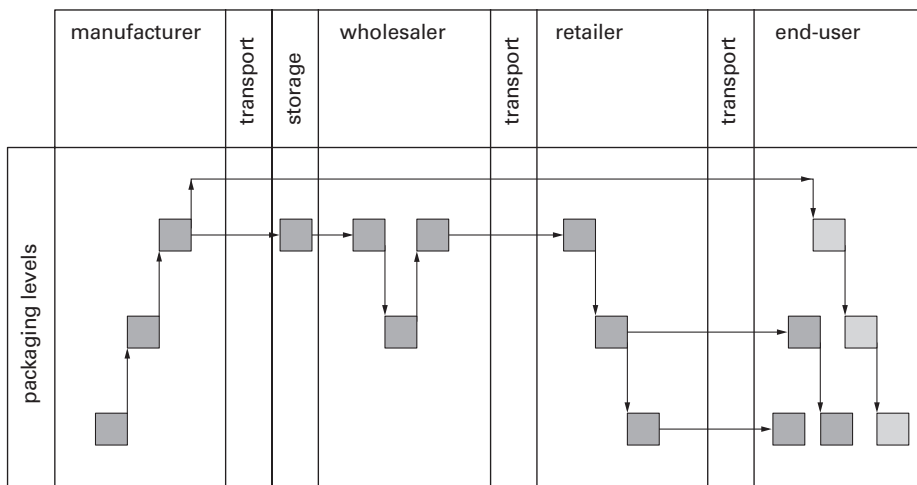 manufacturer
transport
storage
wholesaler
transport
retailer
transport
end-user
packaging levels